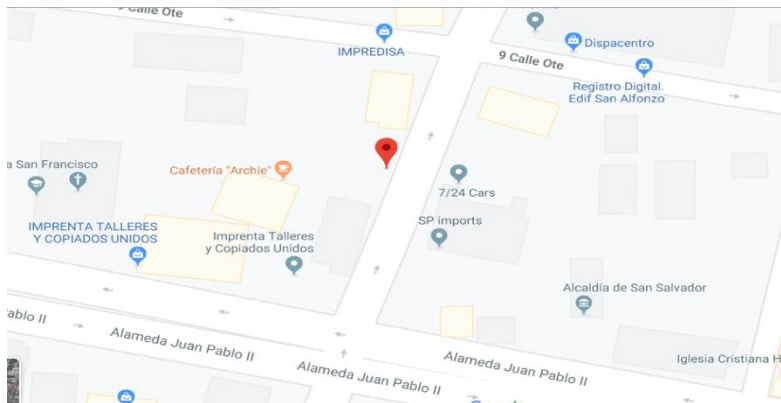 9 Calle Ote
IMPREDISA
Dispacentro
9 Calle Ote
Registro Digital.
Edif San Alfonzo
a San Francisco
Cafetería "Archie"
7/24 Cars
SP imports
IMPRENTA TALLERES
Y COPIADOS UNIDOS
Imprenta Talleres
y Copiados Unidos
Alcaldía de San Salvador
ablo II
Alameda Juan Pablo II
Alameda Juan Pablo II
Alameda Juan Pablo II
Iglesia Cristiana H